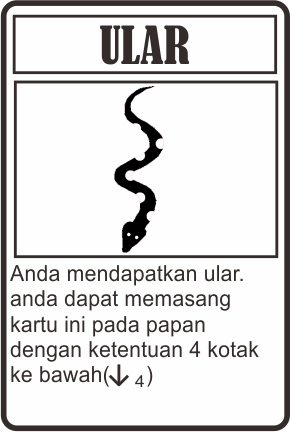 ULAR
Anda mendapatkan ular.
anda dapat memasang
kartu ini pada papan
dengan ketentuan 4 kotak
ke bawah(↓ 4)